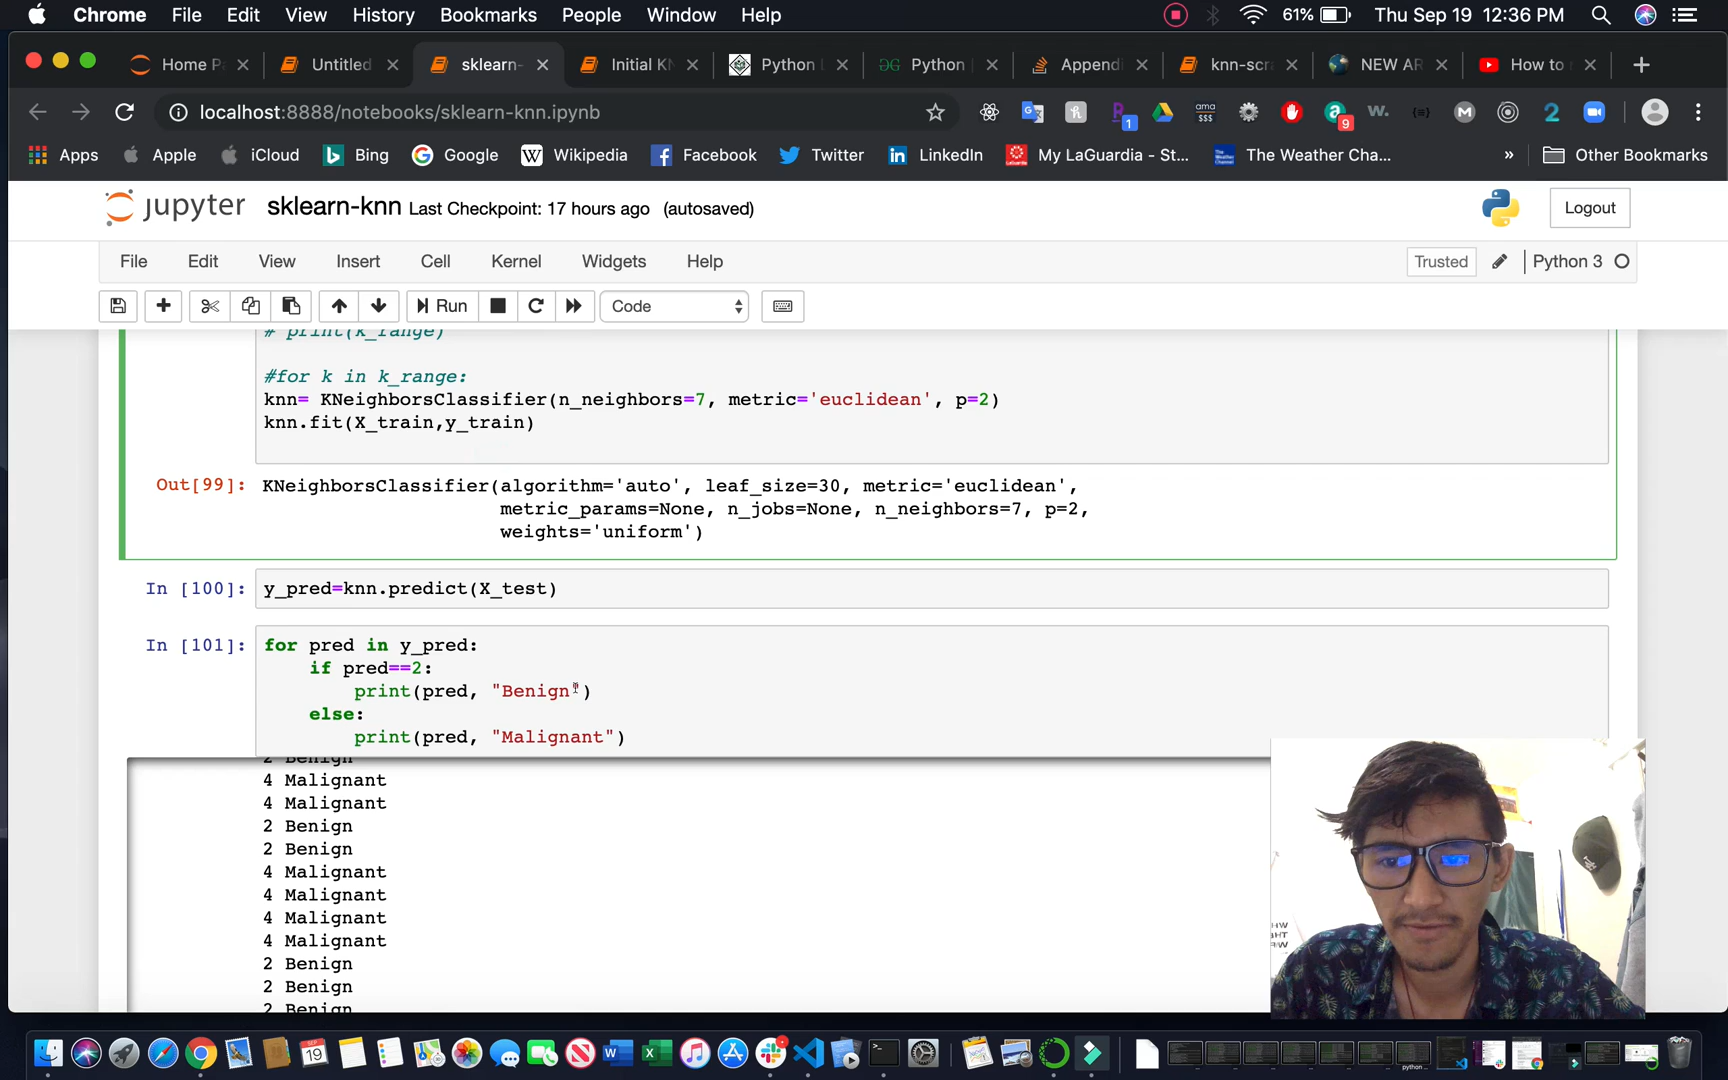 Chrome File Edit View History Bookmarks People Window Help 61% Thu Sep 19 12:36 PM
Home P Untitled sklearn- Initial KN Python Python Appendi knn-scr NEW AR How to
localhost:8888/notebooks/sklearn-knn.ipynb
Apps Apple iCloud Bing Google Wikipedia Facebook Twitter LinkedIn My LaGuardia - St... The Weather Cha... » Other Bookmarks
jupyter sklearn-knn Last Checkpoint: 17 hours ago (autosaved) Logout
File Edit View Insert Cell Kernel Widgets Help Trusted Python 3
Run Code
# print(k_range)
#for k in k_range:
knn= KNeighborsClassifier(n_neighbors=7, metric='euclidean', p=2)
knn.fit(X_train,y_train)
Out[99]: KNeighborsClassifier(algorithm='auto', leaf_size=30, metric='euclidean',
metric_params=None, n_jobs=None, n_neighbors=7, p=2,
weights='uniform')
In [100]: y_pred=knn.predict(X_test)
In [101]: for pred in y_pred:
if pred==2:
print(pred, "Benign")
else:
print(pred, "Malignant")
2 Benign
4 Malignant
4 Malignant
2 Benign
2 Benign
4 Malignant
4 Malignant
4 Malignant
4 Malignant
2 Benign
2 Benign
2 Benign